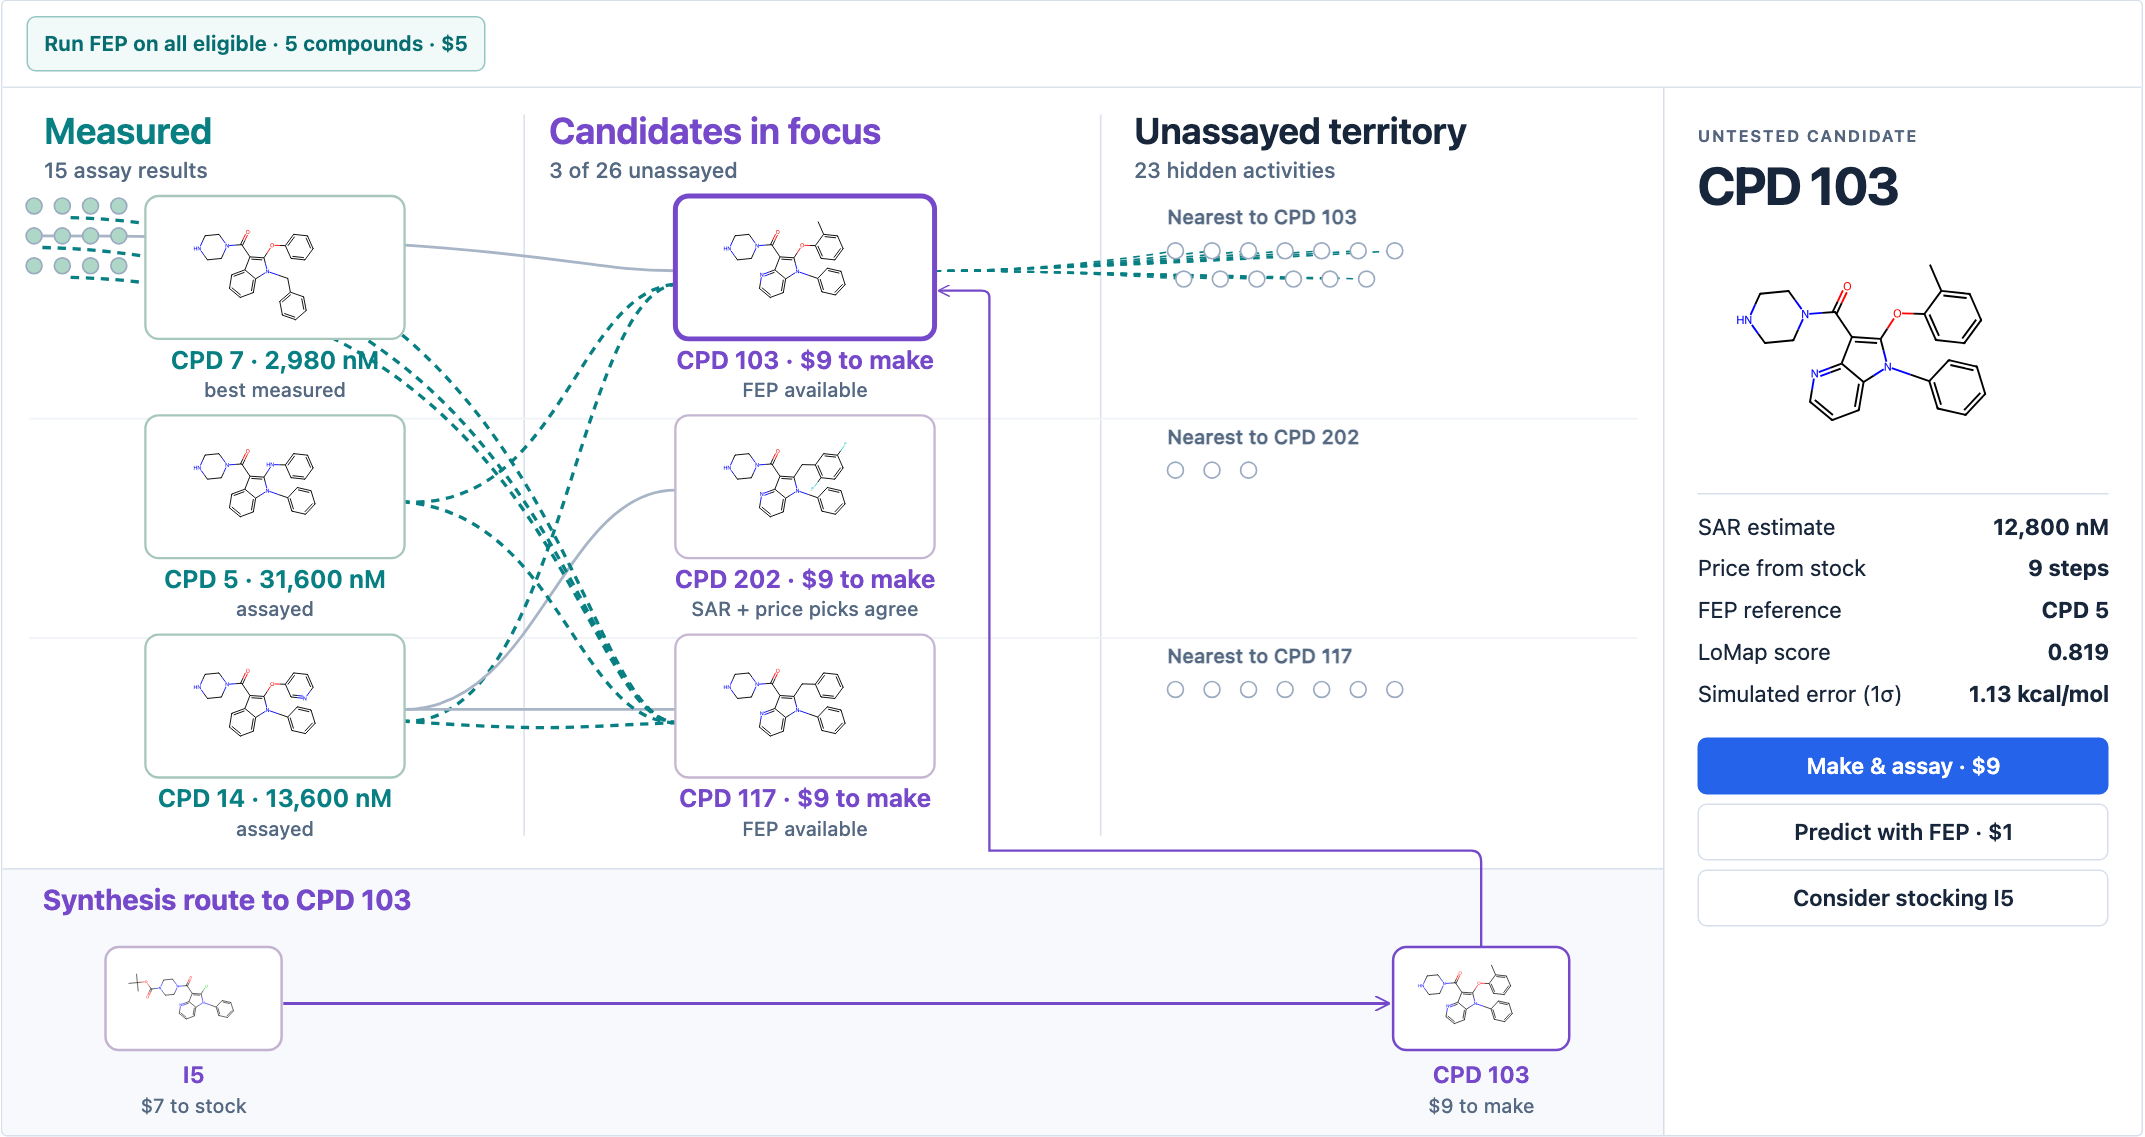 Run FEP on all eligible · 5 compounds · $5
Measured
15 assay results
CPD 7 · 2,980 nM
best measured
CPD 5 · 31,600 nM
assayed
CPD 14 · 13,600 nM
assayed
Candidates in focus
3 of 26 unassayed
CPD 103 · $9 to make
FEP available
CPD 202 · $9 to make
SAR + price picks agree
CPD 117 · $9 to make
FEP available
Unassayed territory
23 hidden activities
Nearest to CPD 103
Nearest to CPD 202
Nearest to CPD 117
Synthesis route to CPD 103
I5
$7 to stock
CPD 103
$9 to make
UNTESTED CANDIDATE
CPD 103
O
HN
N
O
N
N
SAR estimate 12,800 nM
Price from stock 9 steps
FEP reference CPD 5
LoMap score 0.819
Simulated error (1σ) 1.13 kcal/mol
Make & assay · $9
Predict with FEP · $1
Consider stocking I5